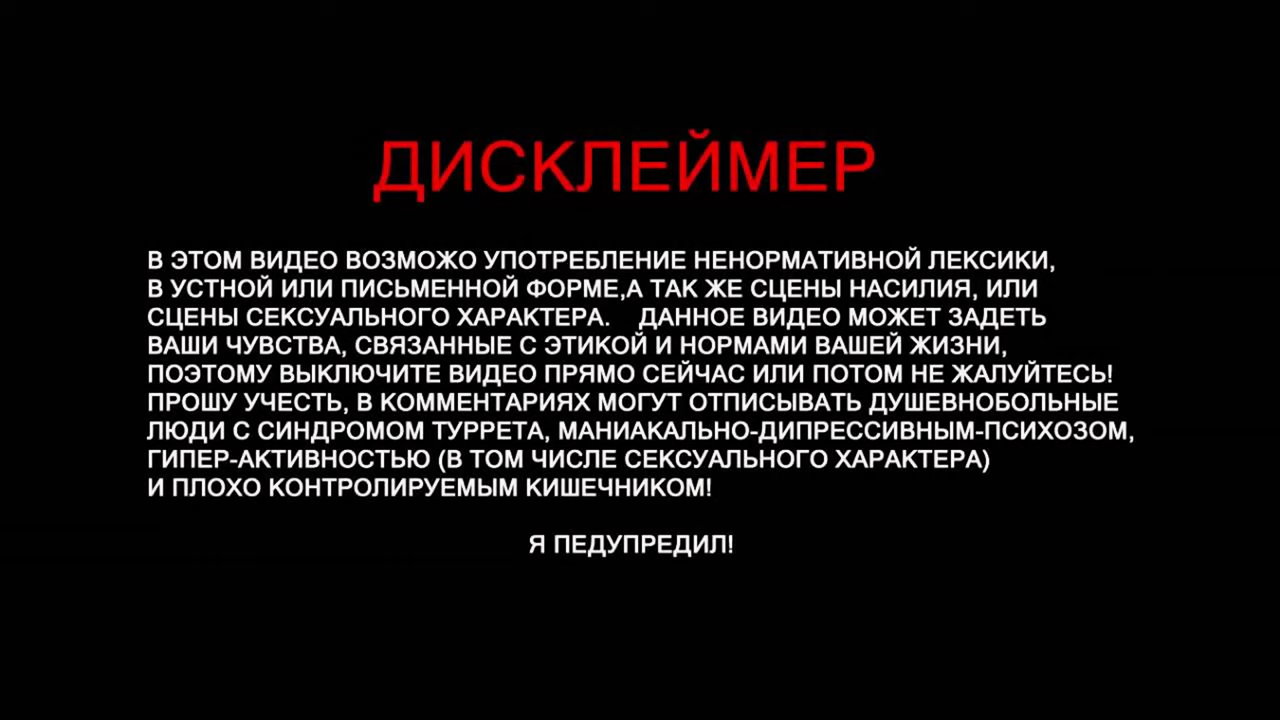 ДИСКЛЕЙМЕР
В ЭТОМ ВИДЕО ВОЗМОЖО УПОТРЕБЛЕНИЕ НЕНОРМАТИВНОЙ ЛЕКСИКИ,
В УСТНОЙ ИЛИ ПИСЬМЕННОЙ ФОРМЕ,А ТАК ЖЕ СЦЕНЫ НАСИЛИЯ, ИЛИ
СЦЕНЫ СЕКСУАЛЬНОГО ХАРАКТЕРА. ДАННОЕ ВИДЕО МОЖЕТ ЗАДЕТЬ
ВАШИ ЧУВСТВА, СВЯЗАННЫЕ С ЭТИКОЙ И НОРМАМИ ВАШЕЙ ЖИЗНИ,
ПОЭТОМУ ВЫКЛЮЧИТЕ ВИДЕО ПРЯМО СЕЙЧАС ИЛИ ПОТОМ НЕ ЖАЛУЙТЕСЬ!
ПРОШУ УЧЕСТЬ, В КОММЕНТАРИЯХ МОГУТ ОТПИСЫВАТЬ ДУШЕВНОБОЛЬНЫЕ
ЛЮДИ С СИНДРОМОМ ТУРРЕТА, МАНИАКАЛЬНО-ДИПРЕССИВНЫМ-ПСИХОЗОМ,
ГИПЕР-АКТИВНОСТЬЮ (В ТОМ ЧИСЛЕ СЕКСУАЛЬНОГО ХАРАКТЕРА)
И ПЛОХО КОНТРОЛИРУЕМЫМ КИШЕЧНИКОМ!
Я ПЕДУПРЕДИЛ!